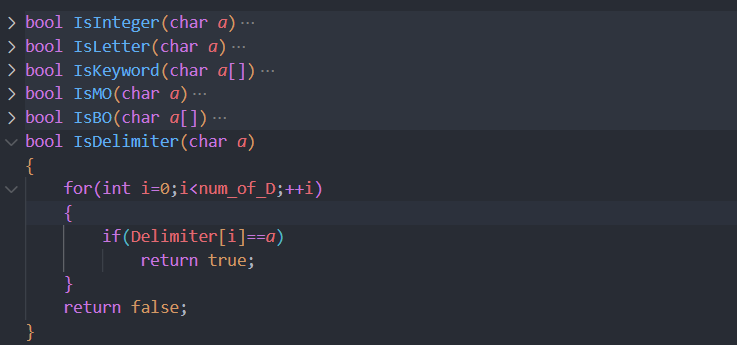 bool IsInteger(char a)···
bool IsLetter(char a)···
bool IsKeyword(char a[])···
bool IsMO(char a)···
bool IsBO(char a[])···
bool IsDelimiter(char a)
{
    for(int i=0;i<num_of_D;++i)
    {
        if(Delimiter[i]==a)
            return true;
    }
    return false;
}